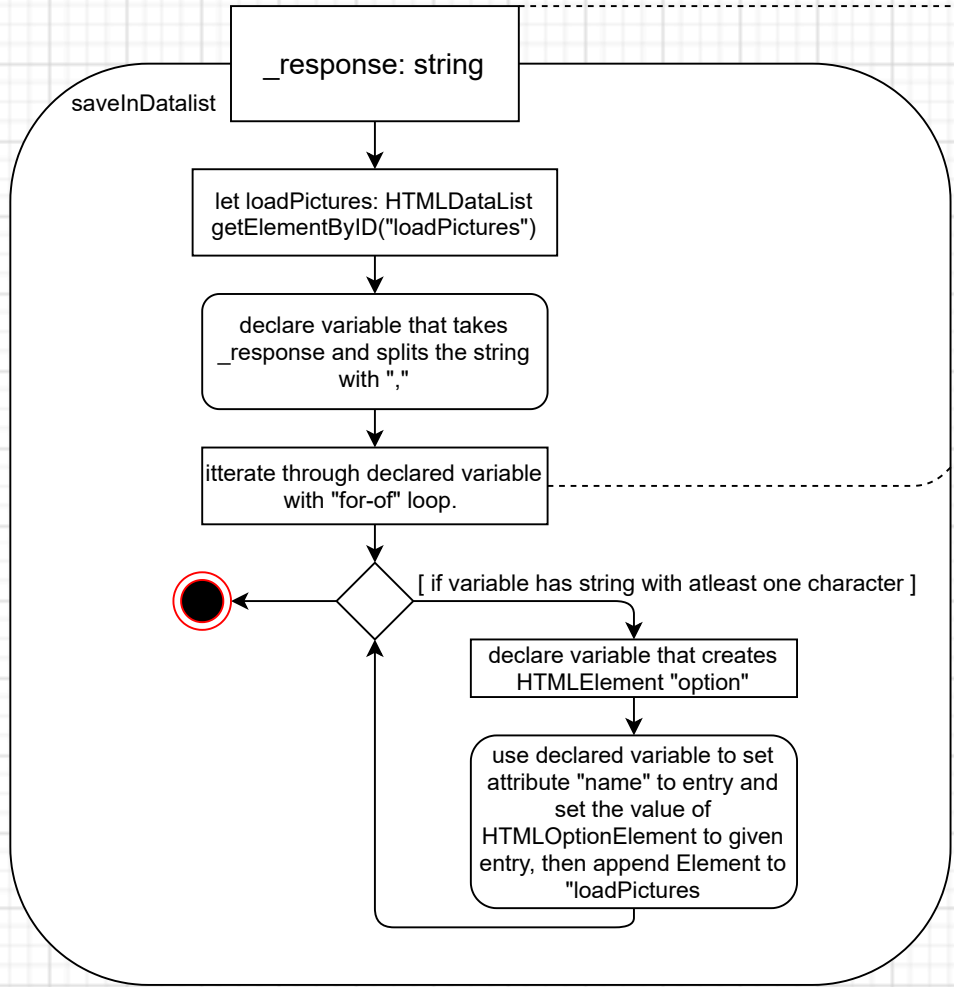 _response: string
saveInDatalist
let loadPictures: HTMLDataList
getElementByID("loadPictures")
declare variable that takes
_response and splits the string
with ","
itterate through declared variable
with "for-of" loop.
[ if variable has string with atleast one character ]
declare variable that creates
HTMLElement "option"
use declared variable to set
attribute "name" to entry and
set the value of
HTMLOptionElement to given
entry, then append Element to
"loadPictures